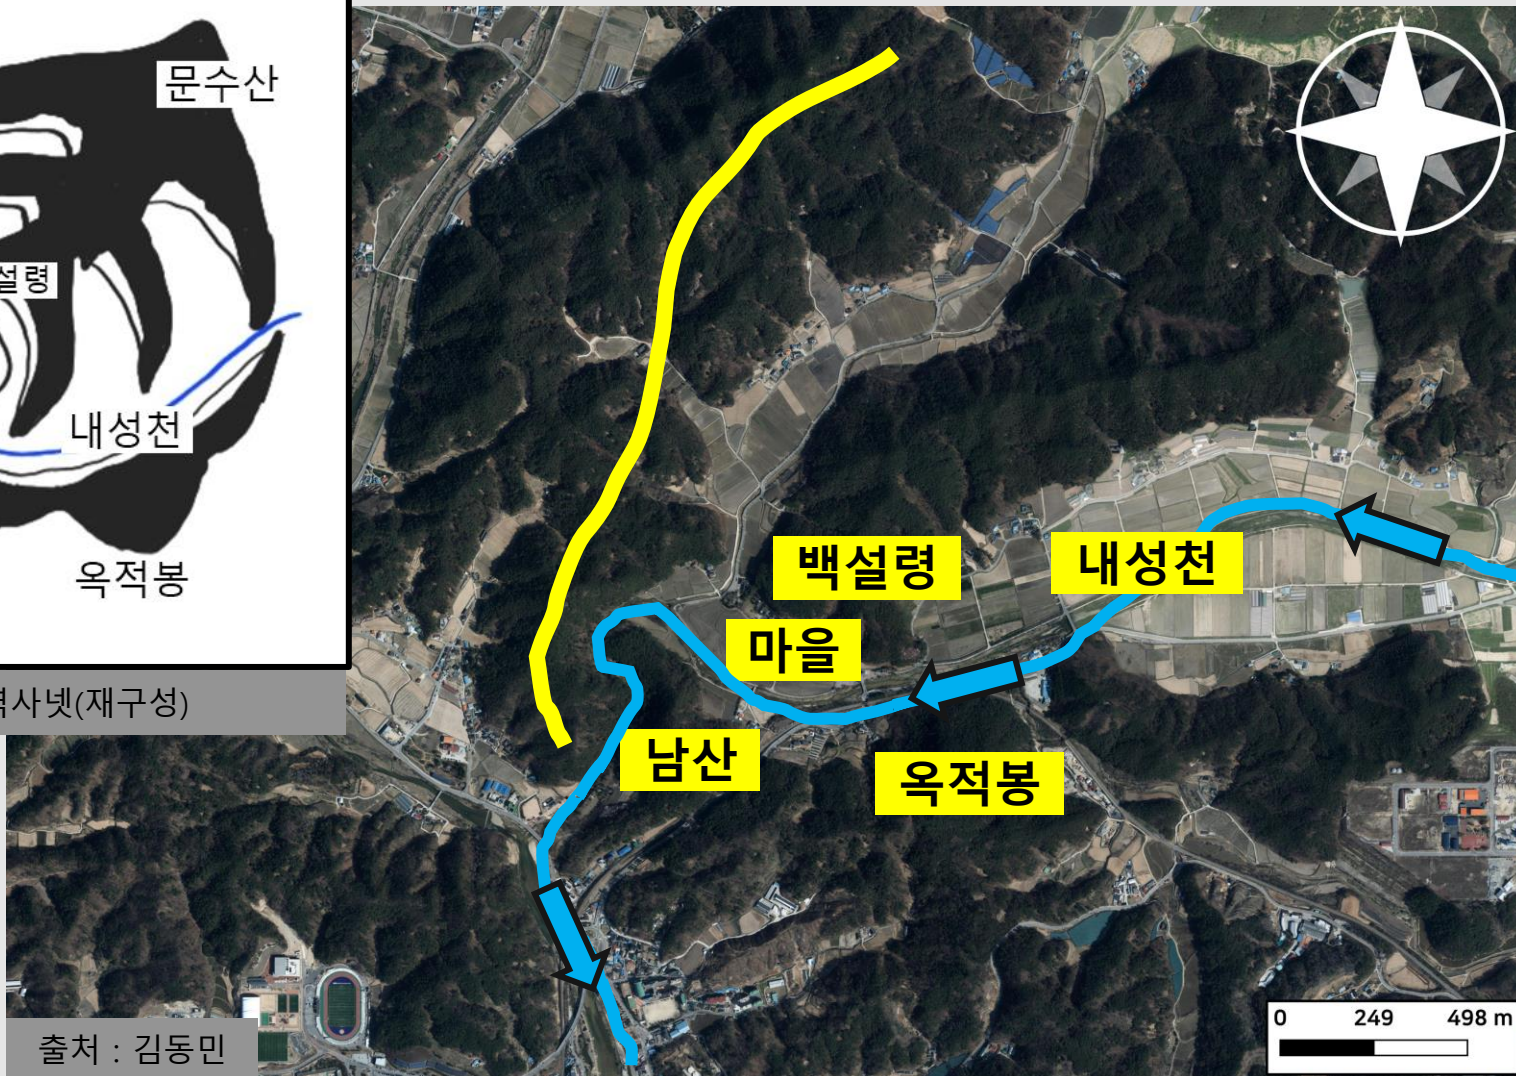 문수산
설령
내성천
옥적봉
역사넷(재구성)
백설령
내성천
마을
남산
옥적봉
출처 : 김동민
0 249 498 m